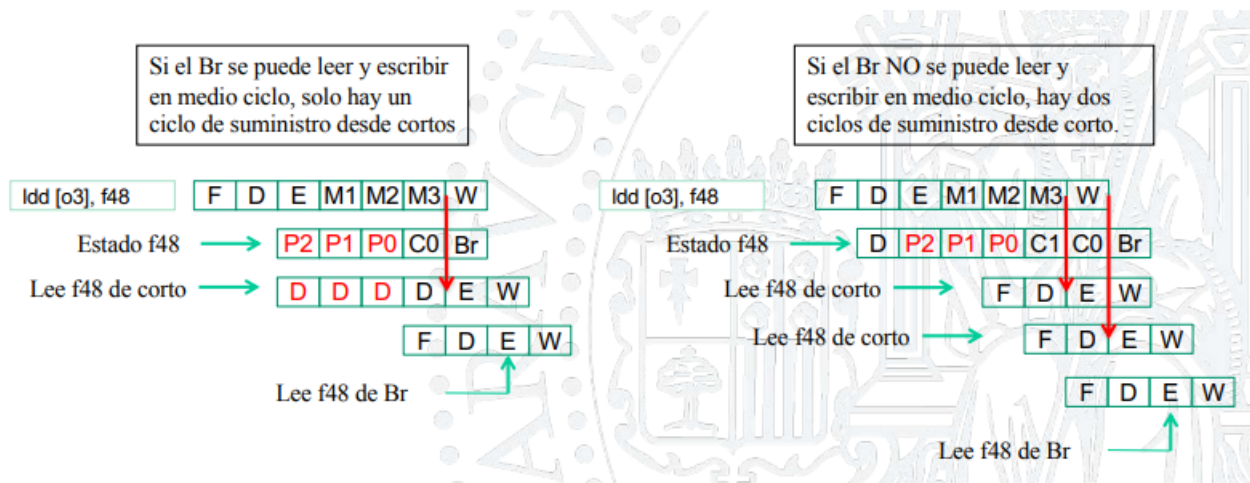 Si el Br se puede leer y escribir
en medio ciclo, solo hay un
ciclo de suministro desde cortos
ldd [o3], f48
F D E M1 M2 M3 W
Estado f48
P2 P1 P0 C0 Br
Lee f48 de corto
D D D D E W
F D E W
Lee f48 de Br
Si el Br NO se puede leer y
escribir en medio ciclo, hay dos
ciclos de suministro desde corto.
ldd [o3], f48
F D E M1 M2 M3 W
Estado f48
D P2 P1 P0 C1 C0 Br
Lee f48 de corto
F D E W
Lee f48 de corto
F D E W
F D E W
Lee f48 de Br